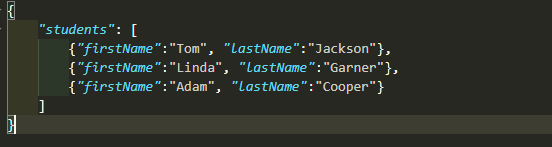 {
    "students": [
        {"firstName":"Tom", "lastName":"Jackson"},
        {"firstName":"Linda", "lastName":"Garner"},
        {"firstName":"Adam", "lastName":"Cooper"}
    ]
}